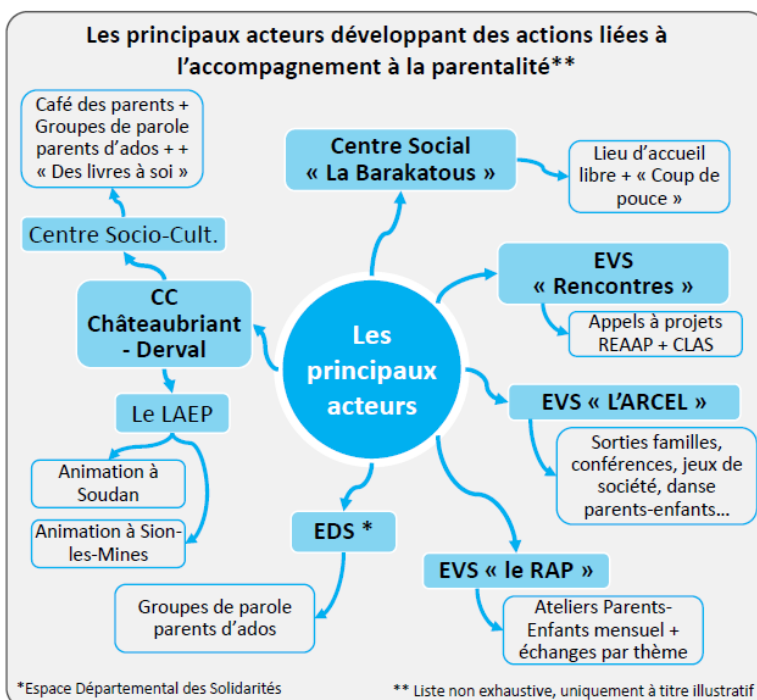 Les principaux acteurs développant des actions liées à
l'accompagnement à la parentalité**
Café des parents +
Groupes de parole
parents d'ados + +
« Des livres à soi »
Centre Socio-Cult.
CC
Châteaubriant
- Derval
Le LAEP
Animation à
Soudan
Animation à Sion-
les-Mines
Les
principaux
acteurs
Centre Social
« La Barakatous »
Lieu d'accueil
libre + « Coup de
pouce »
EVS
« Rencontres »
Appels à projets
REAAP + CLAS
EVS « L'ARCEL »
Sorties familles,
conférences, jeux de
société, danse
parents-enfants...
EVS « le RAP »
Ateliers Parents-
Enfants mensuel +
échanges par thème
EDS *
Groupes de parole
parents d'ados
*Espace Départemental des Solidarités
** Liste non exhaustive, uniquement à titre illustratif